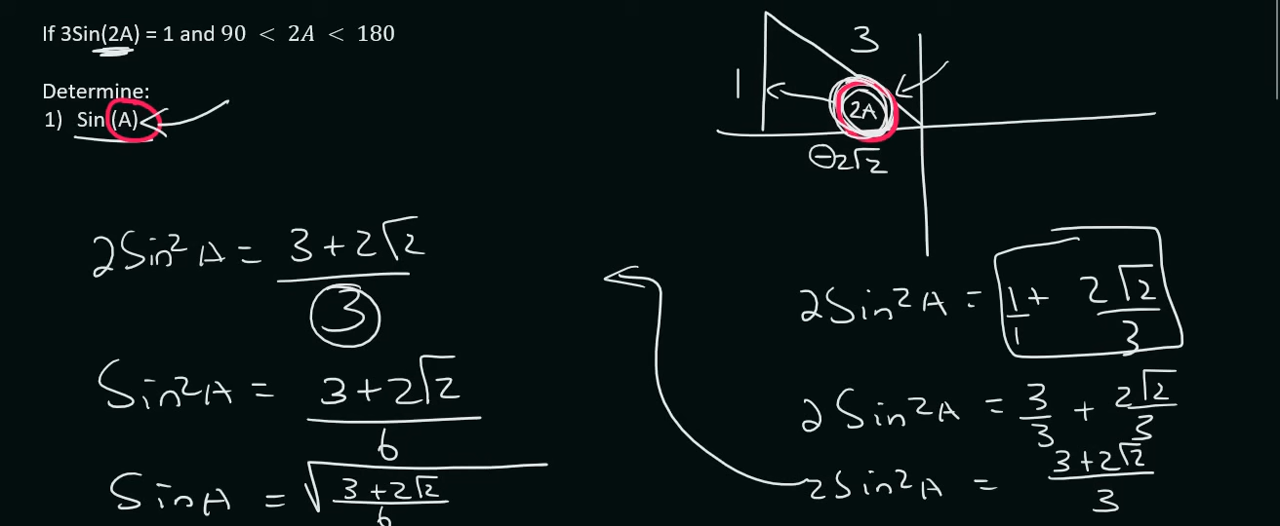 If 3Sin(2A) = 1 and 90 < 2A < 180
Determine:
1) Sin(A)
3
1
2A
-2√2
2Sin²A = 3+2√2
3
Sin²A = 3+2√2
6
SinA = √3+2√2
6
2Sin²A = 1/1 + 2√2/3
2Sin²A = 3/3 + 2√2/3
2Sin²A = 3+2√2
3